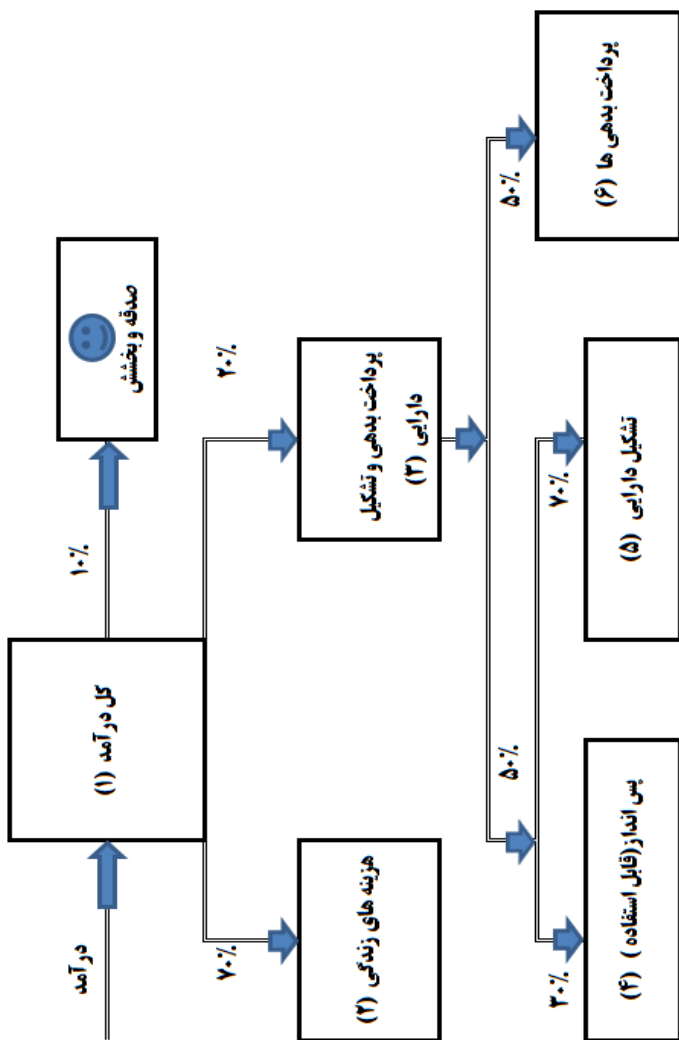 درآمد
کل درآمد (۱)
۱۰٪
صدقه و بخشش
۷۰٪
۲۰٪
هزینه های زندگی (۲)
پرداخت بدهی و تشکیل
دارایی (۳)
۵۰٪
۵۰٪
۳۰٪
۷۰٪
پس انداز(قابل استفاده ) (۴)
تشکیل دارایی (۵)
پرداخت بدهی ها (۶)